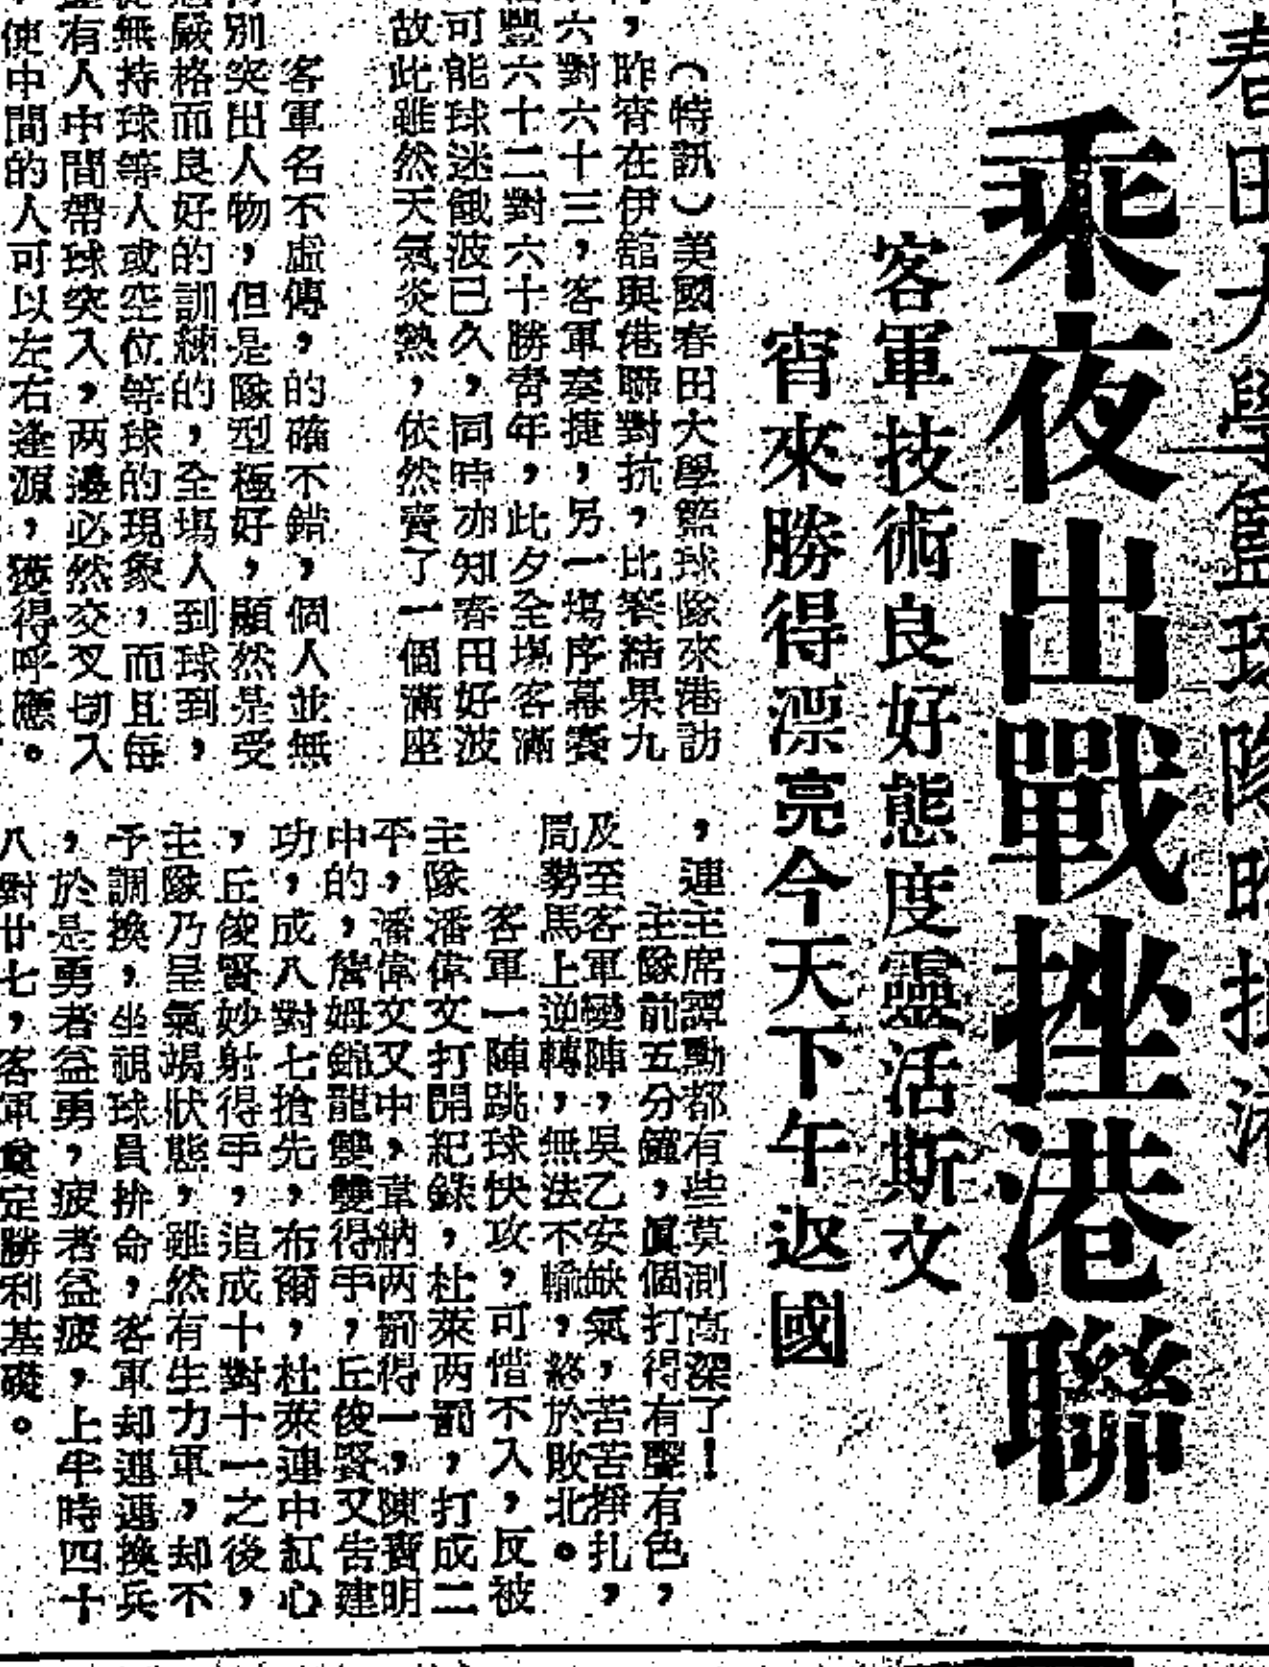 春田大學籃球隊昨
乘夜出戰挫港聯
客軍技術良好態度靈活斯文
宵來勝得漂亮今天下午返國
（特訊）美國春田大學籃球隊來港訪
，昨宵在伊舘與港聯對抗，比賽結果九
六對六十三，客軍奏捷，另一塲序幕賽
豐六十二對六十勝青年，此夕全塲客滿
可能球迷餓波已久，同時亦知春田好波
故此雖然天氣炎熱，依然賣了一個滿座
客軍名不虛傳，的確不錯，個人並無
別突出人物，但是隊型極好，顯然是受
嚴格而良好的訓練的，全塲人到球到，
無持球等人或空位等球的現象，而且每
有人中間帶球突入，两邊必然交叉切入
使中間的人可以左右逢源，獲得呼應。
，連主席譚勳都有些莫測高深了！
主隊前五分鐘，眞個打得有聲有色，
及至客軍變陣，吳乙安缺氣，苦苦掙扎，
局勢馬上逆轉，無法不輸，終於敗北。
客軍一陣跳球快攻，可惜不入，反被
主隊潘偉文打開紀錄，杜萊两罰，打成二
平，潘偉文又中，韋納两罰得一，陳寶明
中的，詹姆錦龍雙雙得手，丘俊賢又告建
功，成八對七搶先，布爾，杜萊連中紅心
，丘俊賢妙射得手，追成十對十一之後，
主隊乃呈氣竭狀態，雖然有生力軍，却不
予調換，坐視球員拚命，客軍却連連換兵
，於是勇者益勇，疲者益疲，上半時四十
八對廿七，客軍奠定勝利基礎。